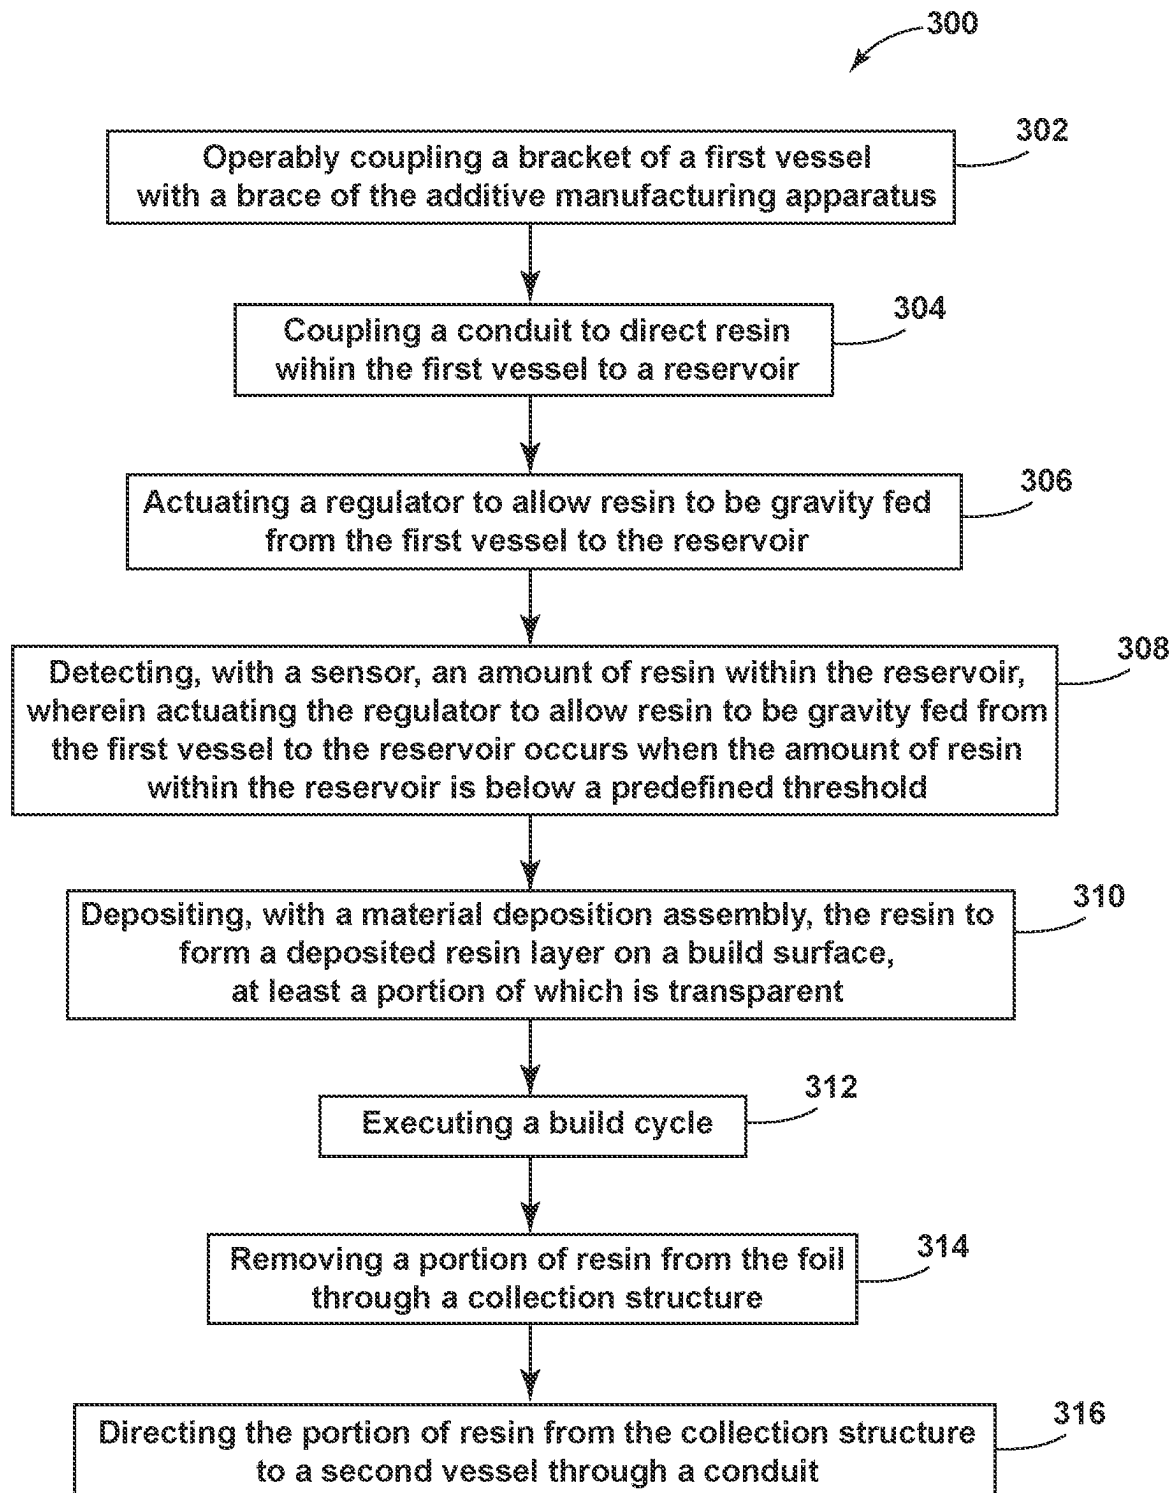 300
302
Operably coupling a bracket of a first vessel
with a brace of the additive manufacturing apparatus
304
Coupling a conduit to direct resin
wihin the first vessel to a reservoir
306
Actuating a regulator to allow resin to be gravity fed
from the first vessel to the reservoir
308
Detecting, with a sensor, an amount of resin within the reservoir,
wherein actuating the regulator to allow resin to be gravity fed from
the first vessel to the reservoir occurs when the amount of resin
within the reservoir is below a predefined threshold
310
Depositing, with a material deposition assembly, the resin to
form a deposited resin layer on a build surface,
at least a portion of which is transparent
312
Executing a build cycle
314
Removing a portion of resin from the foil
through a collection structure
316
Directing the portion of resin from the collection structure
to a second vessel through a conduit